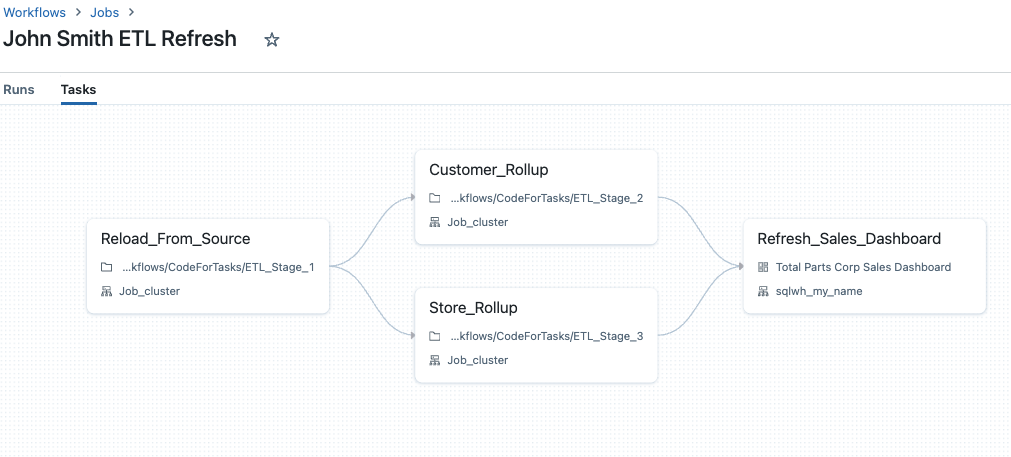 Workflows > Jobs >
John Smith ETL Refresh
Runs Tasks
Reload_From_Source
...kflows/CodeForTasks/ETL_Stage_1
Job_cluster
Customer_Rollup
...kflows/CodeForTasks/ETL_Stage_2
Job_cluster
Store_Rollup
...kflows/CodeForTasks/ETL_Stage_3
Job_cluster
Refresh_Sales_Dashboard
Total Parts Corp Sales Dashboard
sqlwh_my_name